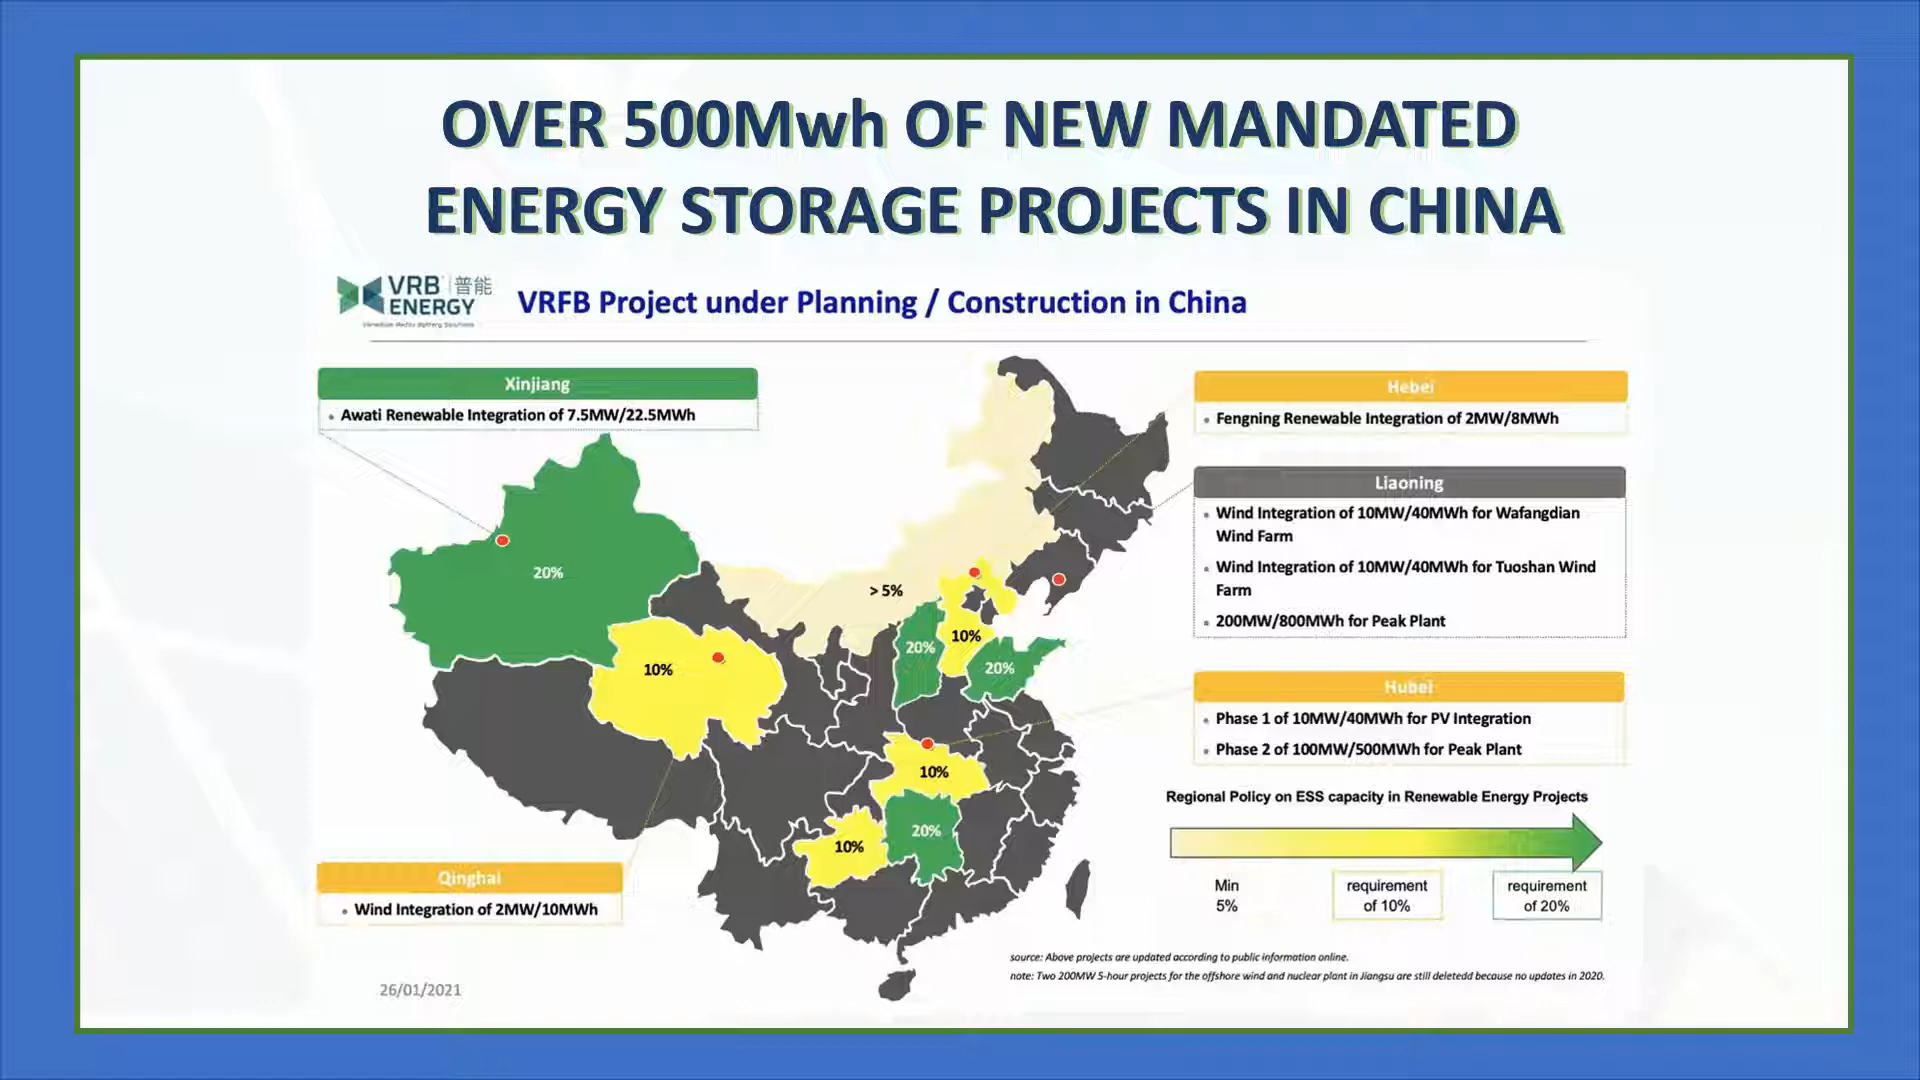 OVER 500Mwh OF NEW MANDATED
ENERGY STORAGE PROJECTS IN CHINA
VRB 普能
ENERGY
Vanadium Redox Battery Solutions
VRFB Project under Planning / Construction in China
Xinjiang
• Awati Renewable Integration of 7.5MW/22.5MWh
Hebei
• Fengning Renewable Integration of 2MW/8MWh
Liaoning
• Wind Integration of 10MW/40MWh for Wafangdian
Wind Farm
• Wind Integration of 10MW/40MWh for Tuoshan Wind
Farm
• 200MW/800MWh for Peak Plant
Hubei
• Phase 1 of 10MW/40MWh for PV Integration
• Phase 2 of 100MW/500MWh for Peak Plant
20%
> 5%
10%
20%
10%
20%
10%
20%
10%
Regional Policy on ESS capacity in Renewable Energy Projects
Min
5%
requirement
of 10%
requirement
of 20%
Qinghai
• Wind Integration of 2MW/10MWh
source: Above projects are updated according to public information online.
note: Two 200MW 5-hour projects for the offshore wind and nuclear plant in Jiangsu are still deletedd because no updates in 2020.
26/01/2021